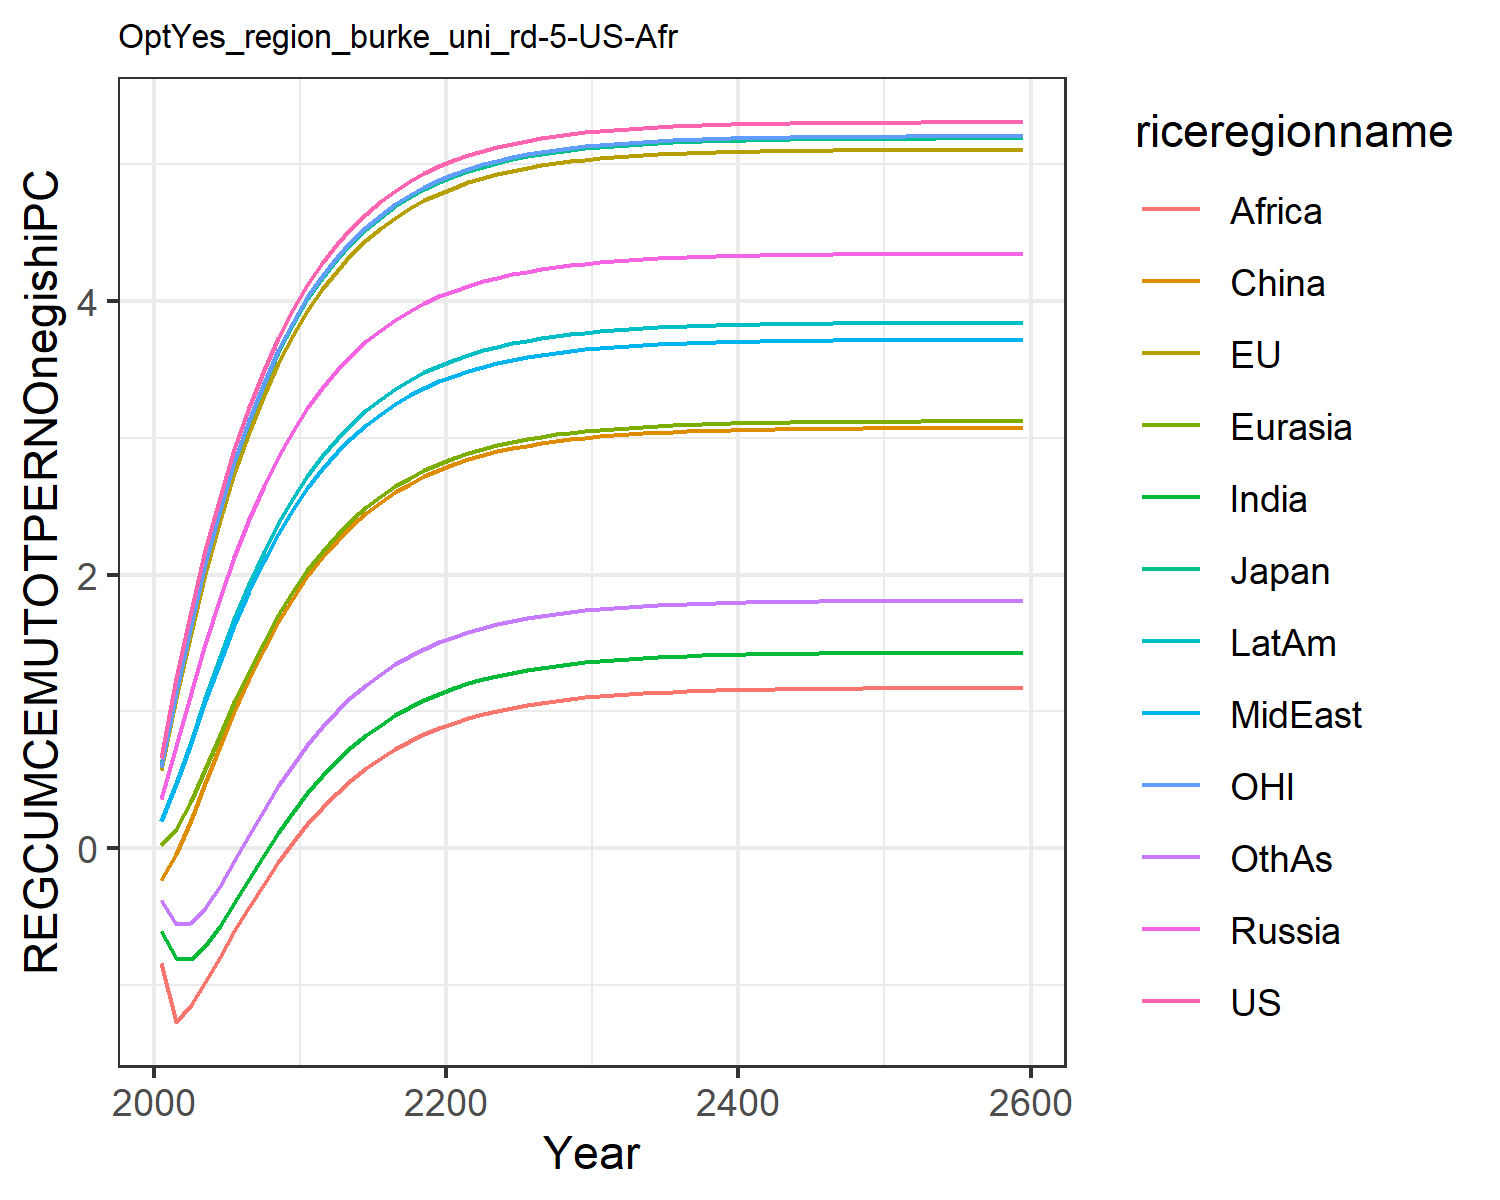 OptYes_region_burke_uni_rd-5-US-Afr
REGCUMCEMUTOTPERNOnegishiPC
4
2
0
2000
2200
2400
2600
Year
riceregionname
Africa
China
EU
Eurasia
India
Japan
LatAm
MidEast
OHI
OthAs
Russia
US